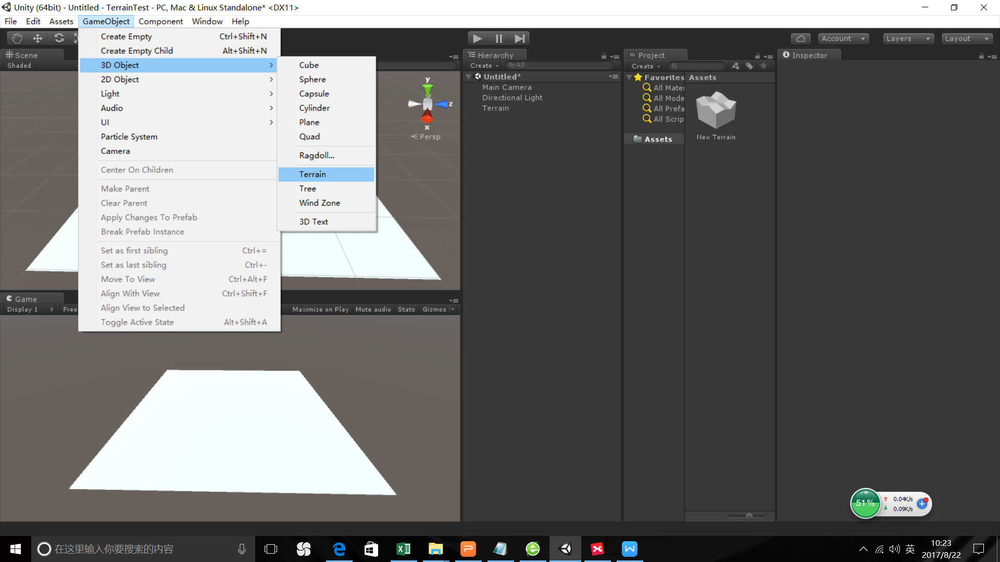 Unity (64bit) - Untitled - TerrainTest - PC, Mac & Linux Standalone* <DX11>
File Edit Assets GameObject Component Window Help
Account Layers Layout
Create Empty Ctrl+Shift+N
Create Empty Child Alt+Shift+N
3D Object
2D Object
Light
Audio
UI
Particle System
Camera
Center On Children
Make Parent
Clear Parent
Apply Changes To Prefab
Break Prefab Instance
Set as first sibling Ctrl+=
Set as last sibling Ctrl+-
Move To View Ctrl+Alt+F
Align With View Ctrl+Shift+F
Align View to Selected
Toggle Active State Alt+Shift+A
Cube
Sphere
Capsule
Cylinder
Plane
Quad
Ragdoll...
Terrain
Tree
Wind Zone
3D Text
Scene
Shaded
y
z
x
Persp
Game
Display 1 Free Maximize on Play Mute audio Stats Gizmos
Hierarchy
Create All
Untitled*
Main Camera
Directional Light
Terrain
Project
Create
Favorites
All Mater
All Mode
All Prefa
All Scrip
Assets
Assets
New Terrain
Inspector
51% 0.04K/s
0.09K/s
在这里输入你要搜索的内容
英
10:23
2017/8/22